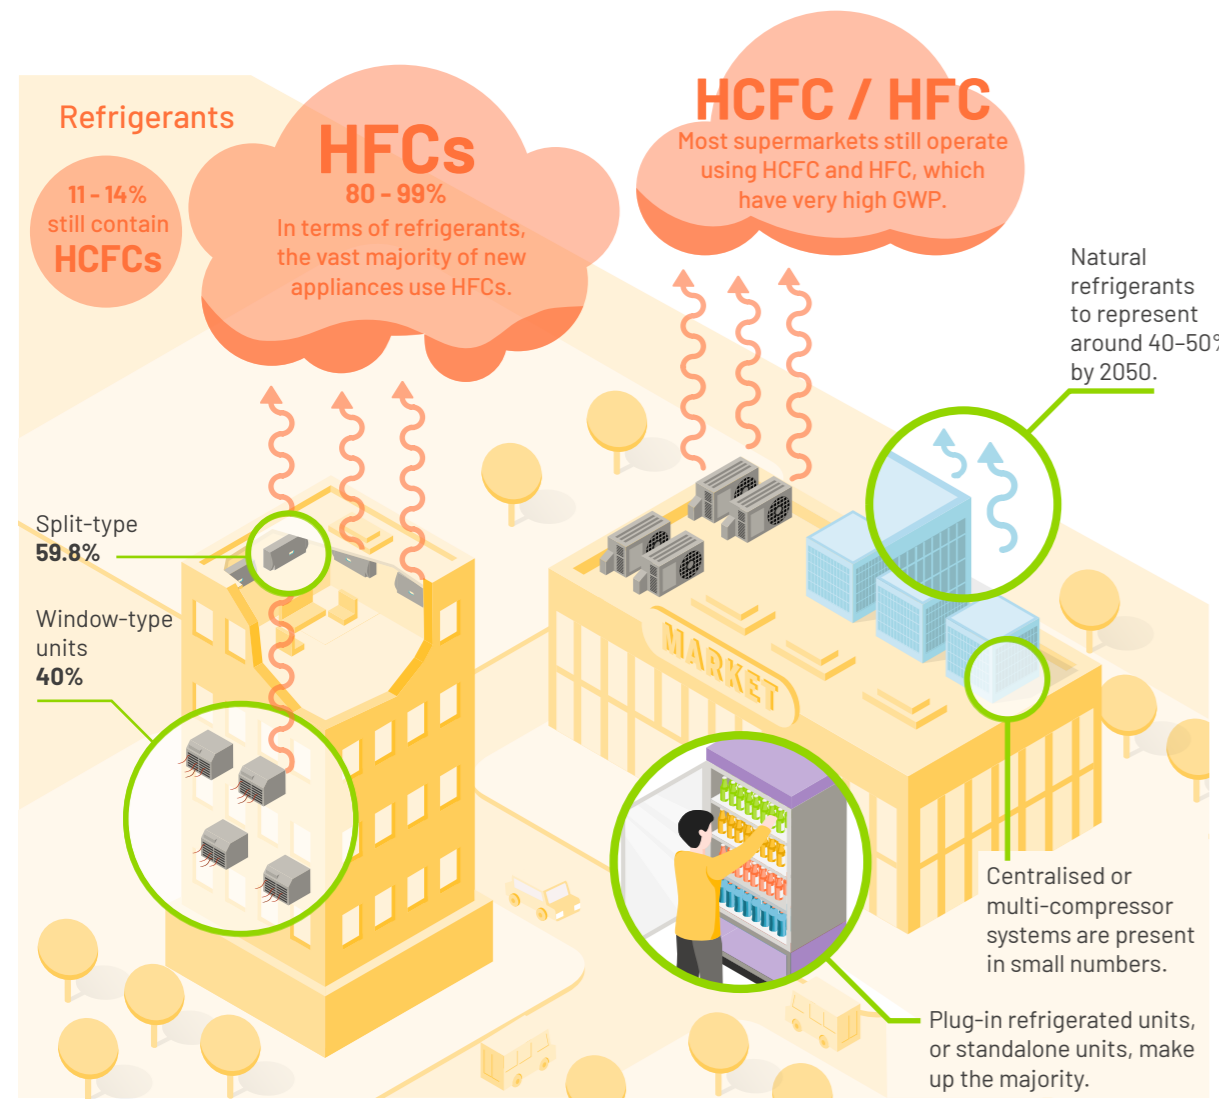 Refrigerants
11 - 14%
still contain
HCFCs
HFCs
80 - 99%
In terms of refrigerants,
the vast majority of new
appliances use HFCs.
HCFC / HFC
Most supermarkets still operate
using HCFC and HFC, which
have very high GWP.
Natural
refrigerants
to represent
around 40–50%
by 2050.
Split-type
59.8%
Window-type
units
40%
MARKET
Centralised or
multi-compressor
systems are present
in small numbers.
Plug-in refrigerated units,
or standalone units, make
up the majority.